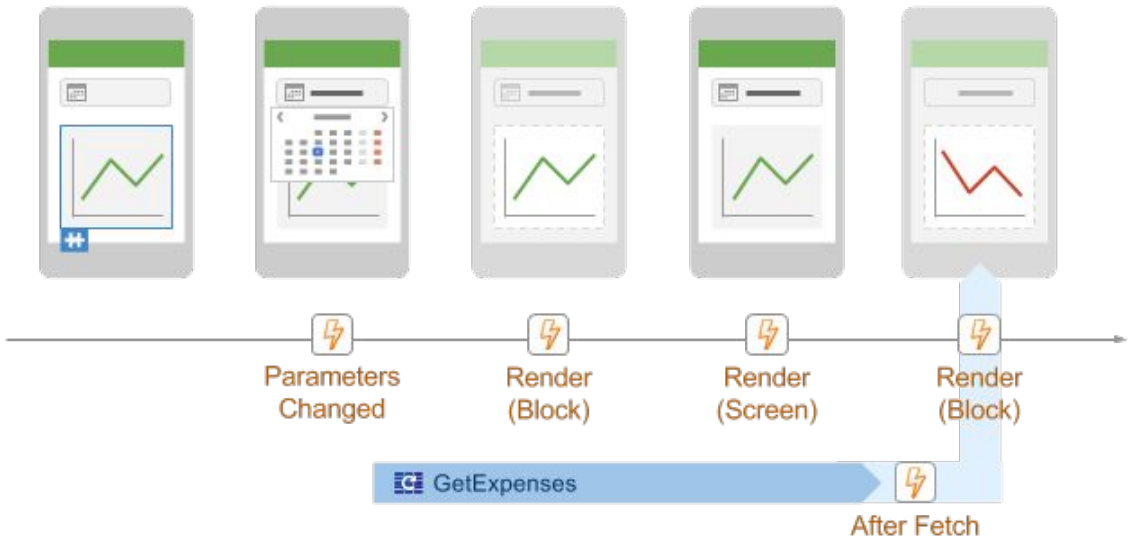 Parameters
Changed
Render
(Block)
Render
(Screen)
Render
(Block)
GetExpenses
After Fetch